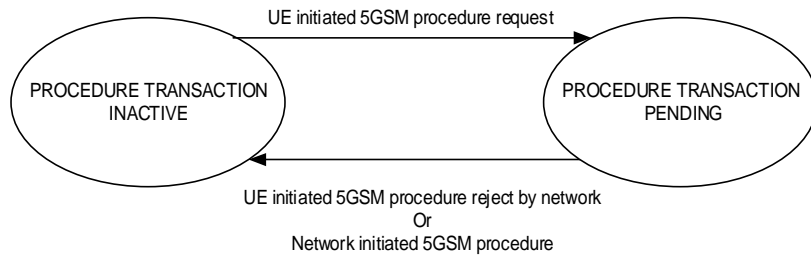 UE initiated 5GSM procedure request
PROCEDURE TRANSACTION
INACTIVE
PROCEDURE TRANSACTION
PENDING
UE initiated 5GSM procedure reject by network
Or
Network initiated 5GSM procedure